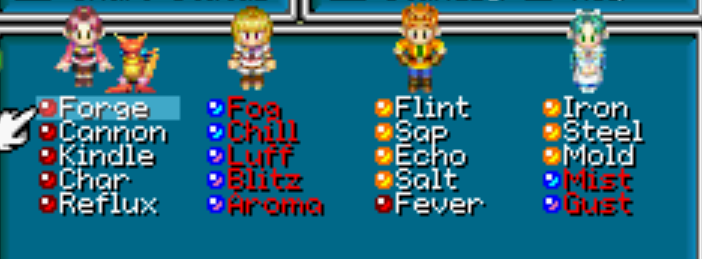 Forge Fog Flint Iron
Cannon Chill Sap Steel
Kindle Luff Echo Mold
Char Blitz Salt Mist
Reflux Aroma Fever Gust